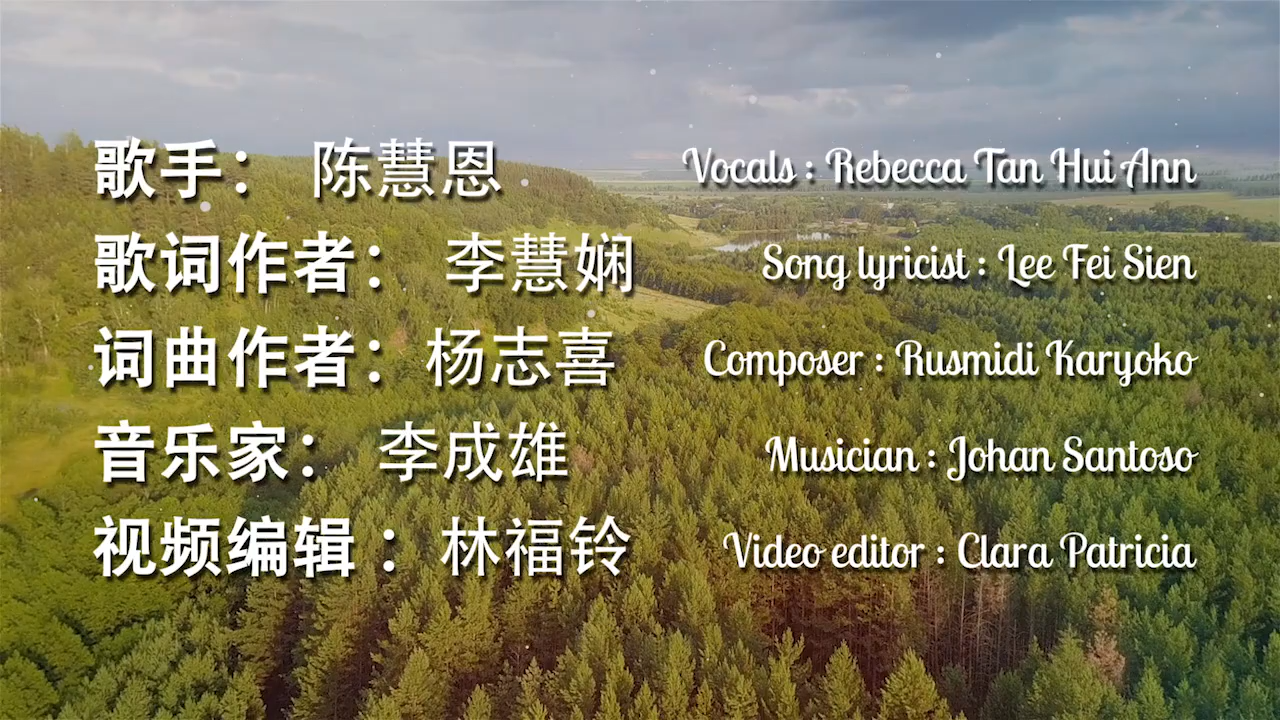 歌手： 陈慧恩 Vocals : Rebecca Tan Hui Ann
歌词作者： 李慧娴 Song lyricist : Lee Fei Sien
词曲作者：杨志喜 Composer : Rusmidi Karyoko
音乐家： 李成雄 Musician : Johan Santoso
视频编辑 ：林福铃 Video editor : Clara Patricia